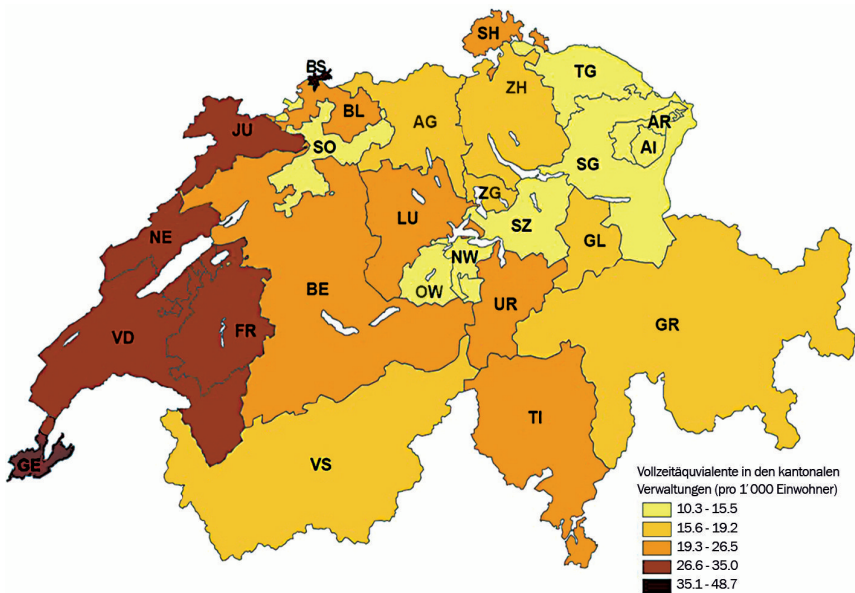 SH
BS
TG
ZH
BL
JU
AG
AR
SO
AI
SG
ZG
LU
SZ
NE
GL
NW
BE
OW
UR
FR
VD
GR
TI
GE
VS
Vollzeitäquvialente in den kantonalen
Verwaltungen (pro 1'000 Einwohner)
10.3 - 15.5
15.6 - 19.2
19.3 - 26.5
26.6 - 35.0
35.1 - 48.7